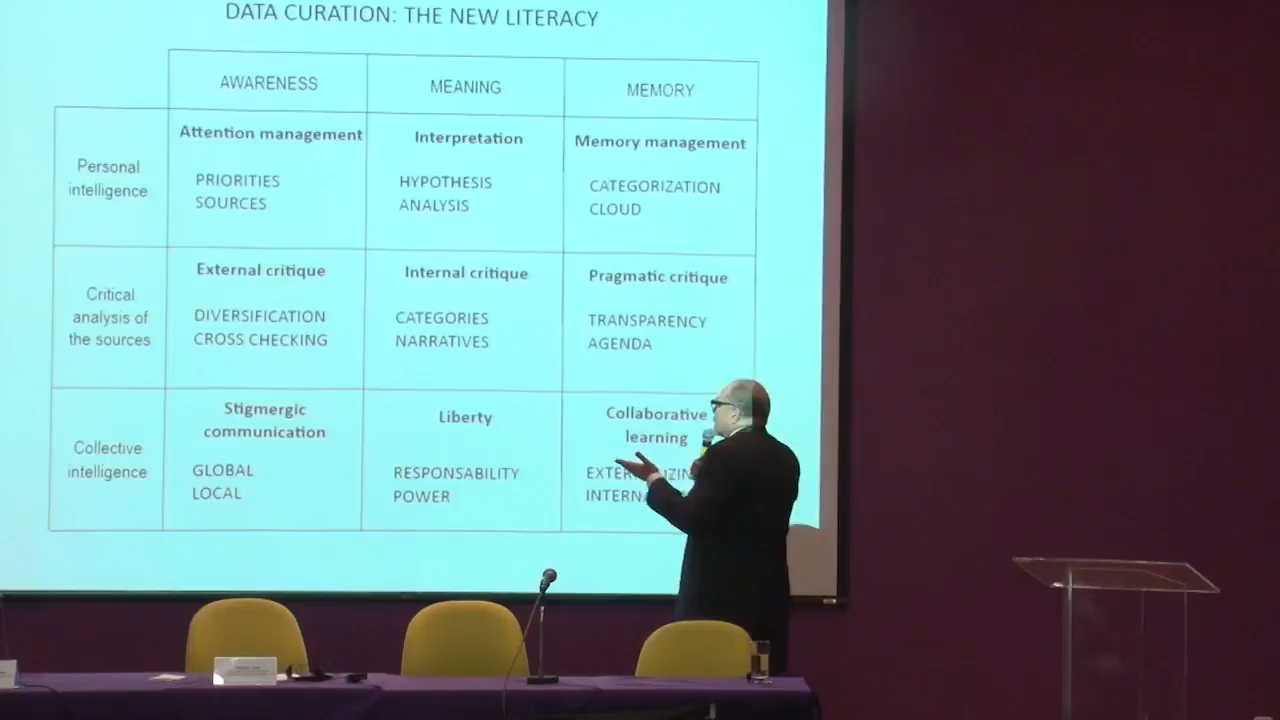 DATA CURATION: THE NEW LITERACY
AWARENESS
MEANING
MEMORY
Personal
intelligence
Attention management
PRIORITIES
SOURCES
Interpretation
HYPOTHESIS
ANALYSIS
Memory management
CATEGORIZATION
CLOUD
Critical
analysis of
the sources
External critique
DIVERSIFICATION
CROSS CHECKING
Internal critique
CATEGORIES
NARRATIVES
Pragmatic critique
TRANSPARENCY
AGENDA
Collective
intelligence
Stigmergic
communication
GLOBAL
LOCAL
Liberty
RESPONSABILITY
POWER
Collaborative
learning